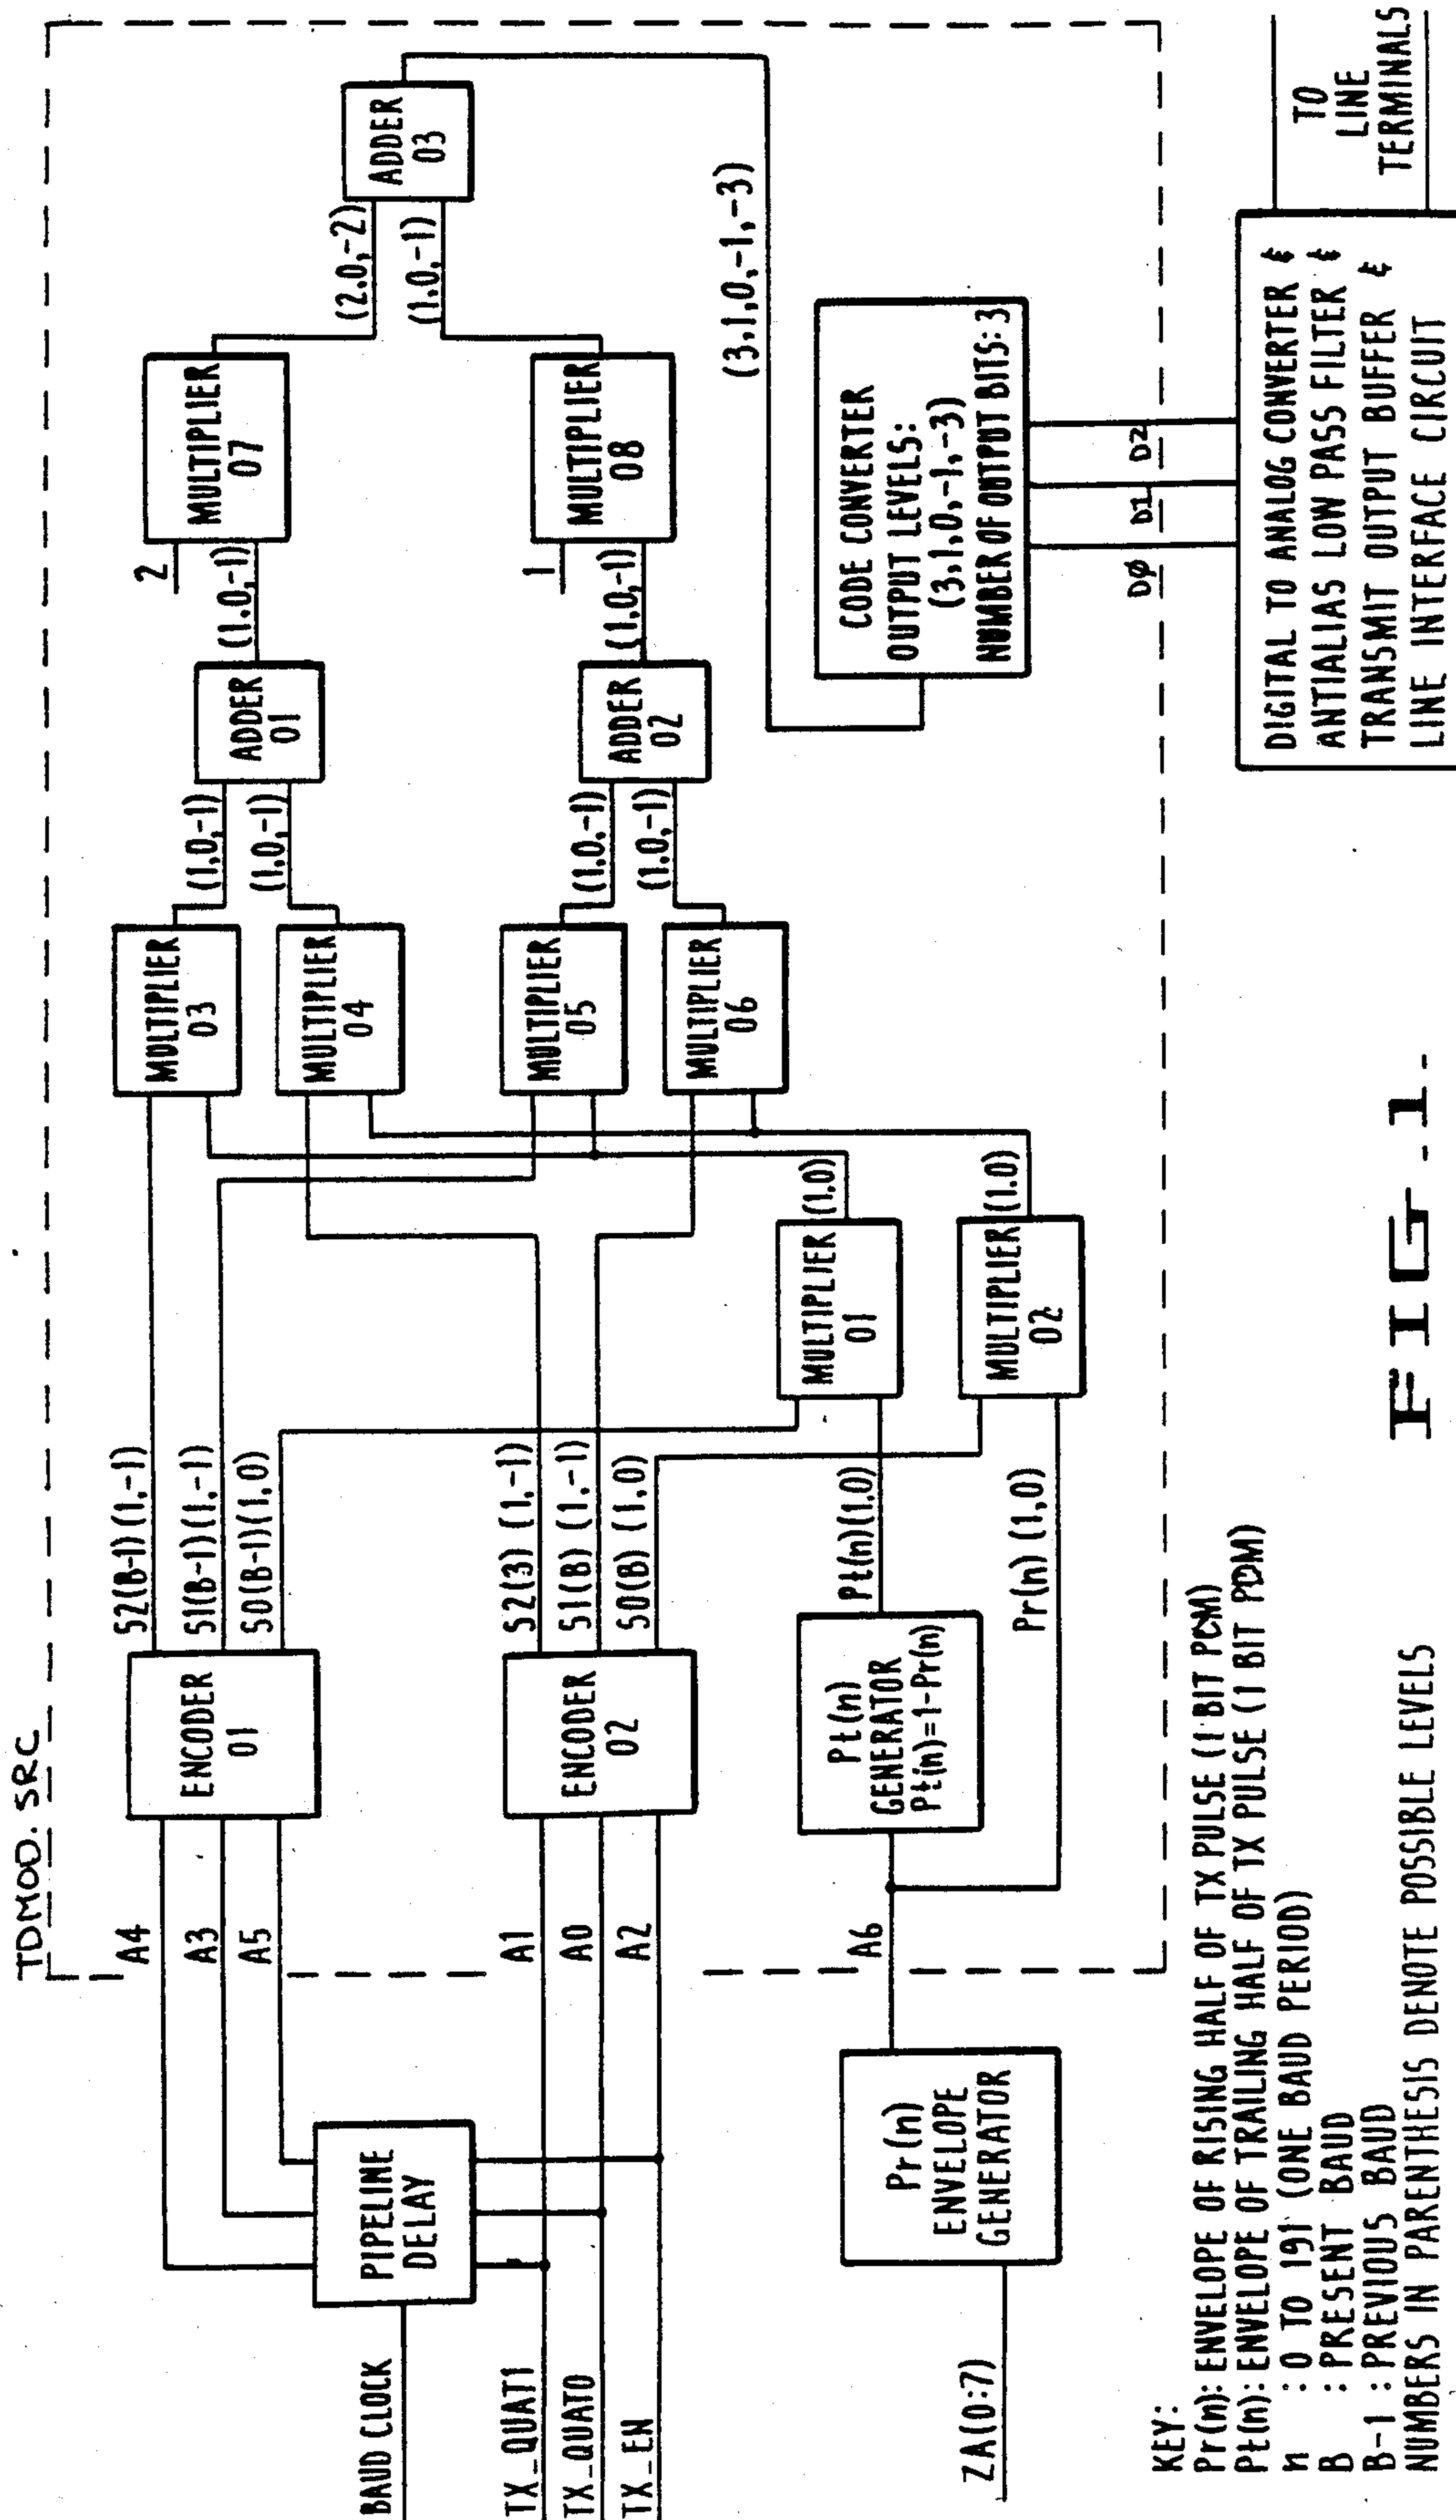 TDMOD. SRC
BAUD CLOCK
TX_QUAT1
TX_QUAT0
TX_EN
ZA(0:7)
PIPELINE
DELAY
Pr(n)
ENVELOPE
GENERATOR
A4
A3
A5
A1
A0
A2
A6
ENCODER
01
ENCODER
02
Pt(n)
GENERATOR
Pt(n)=1-Pr(n)
S2(B-1)(1,-1)
S1(B-1)(1,-1)
S0(B-1)(1,0)
S2(3) (1,-1)
S1(B) (1,-1)
S0(B) (1,0)
Pt(n)(1,0)
Pr(n) (1,0)
MULTIPLIER
01
(1,0)
MULTIPLIER
02
(1,0)
MULTIPLIER
03
MULTIPLIER
04
MULTIPLIER
05
MULTIPLIER
06
(1,0,-1)
(1,0,-1)
(1,0,-1)
(1,0,-1)
ADDER
01
ADDER
02
2
(1,0,-1)
1
(1,0,-1)
MULTIPLIER
07
MULTIPLIER
08
(2,0,-2)
(1,0,-1)
ADDER
03
(3,1,0,-1,-3)
CODE CONVERTER
OUTPUT LEVELS:
(3,1,0,-1,-3)
NUMBER OF OUTPUT BITS: 3
DØ
D1
D2
DIGITAL TO ANALOG CONVERTER &
ANTIALIAS LOW PASS FILTER &
TRANSMIT OUTPUT BUFFER &
LINE INTERFACE CIRCUIT
TO
LINE
TERMINALS
KEY:
Pr(n): ENVELOPE OF RISING HALF OF TX PULSE (1 BIT PCM)
Pt(n): ENVELOPE OF TRAILING HALF OF TX PULSE (1 BIT PDM)
n : 0 TO 191 (ONE BAUD PERIOD)
B : PRESENT BAUD
B-1 : PREVIOUS BAUD
NUMBERS IN PARENTHESIS DENOTE POSSIBLE LEVELS
FIG.-1-